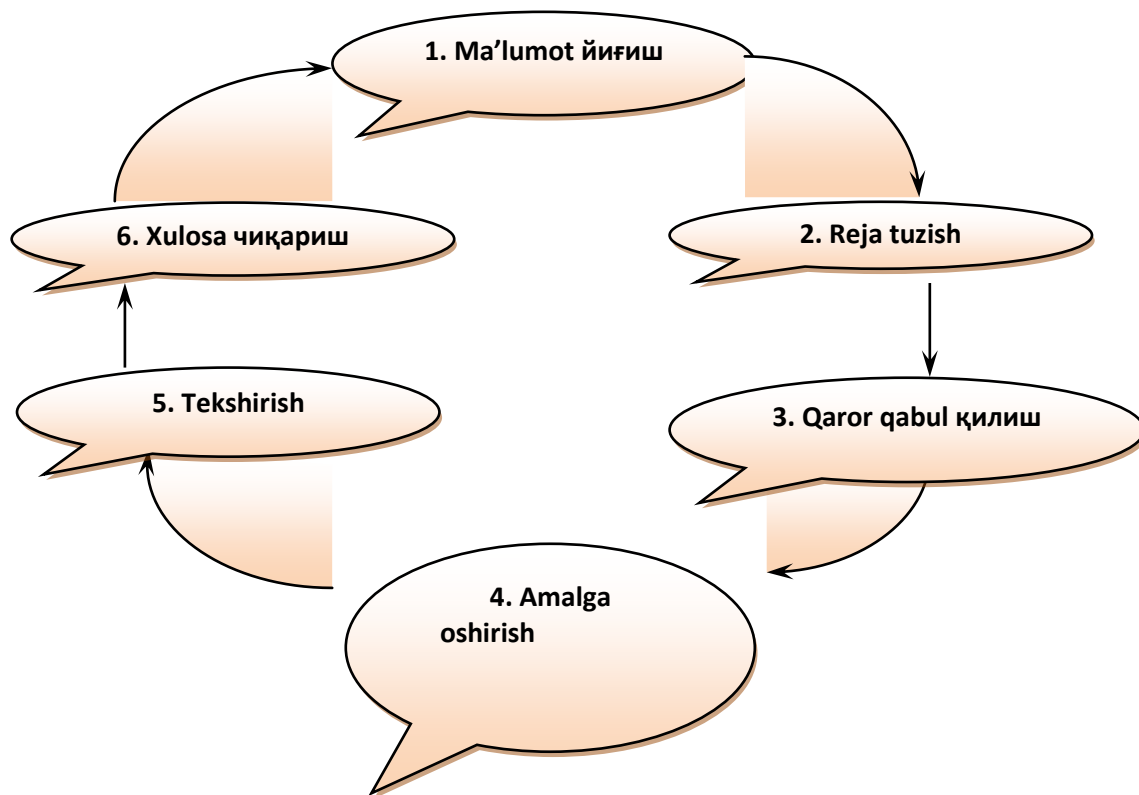 1. Ma’lumot йиғиш
2. Reja tuzish
3. Qaror qabul қилиш
4. Amalga
oshirish
5. Tekshirish
6. Xulosa чиқариш